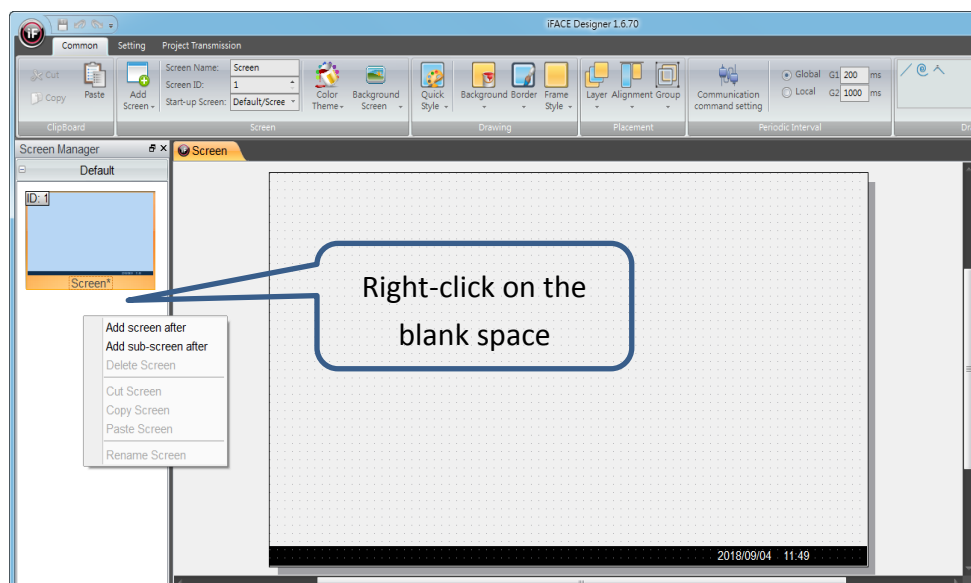 iFACE Designer 1.6.70
iF
Common Setting Project Transmission
Cut
Copy
Paste
ClipBoard
Add
Screen
Screen Name: Screen
Screen ID: 1
Start-up Screen: Default/Scree
Color
Theme
Background
Screen
Screen
Quick
Style
Background Border Frame
Style
Drawing
Layer Alignment Group
Placement
Communication
command setting
Global G1 200 ms
Local G2 1000 ms
Periodic Interval
Dr
Screen Manager
Screen
Default
ID: 1
Screen*
Right-click on the
blank space
Add screen after
Add sub-screen after
Delete Screen
Cut Screen
Copy Screen
Paste Screen
Rename Screen
2018/09/04 11:49